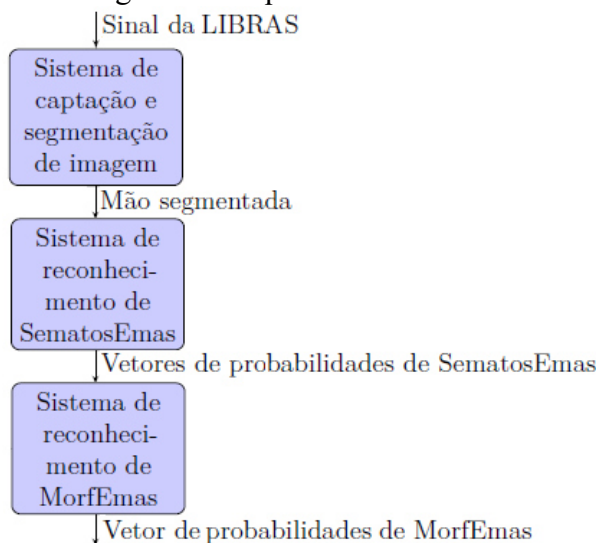 Sinal da LIBRAS
Sistema de
captação e
segmentação
de imagem
Mão segmentada
Sistema de
reconheci-
mento de
SematosEmas
Vetores de probabilidades de SematosEmas
Sistema de
reconheci-
mento de
MorfEmas
Vetor de probabilidades de MorfEmas